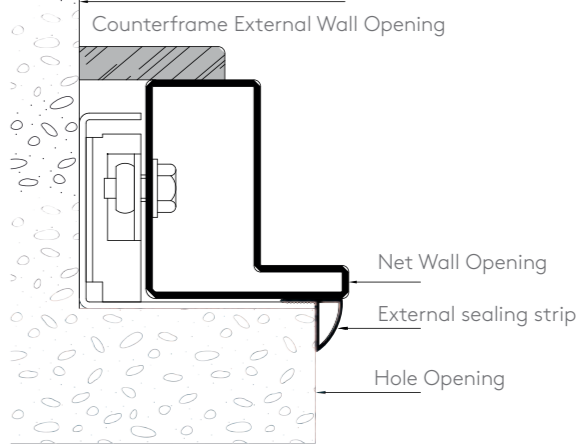 Counterframe External Wall Opening
Net Wall Opening
External sealing strip
Hole Opening